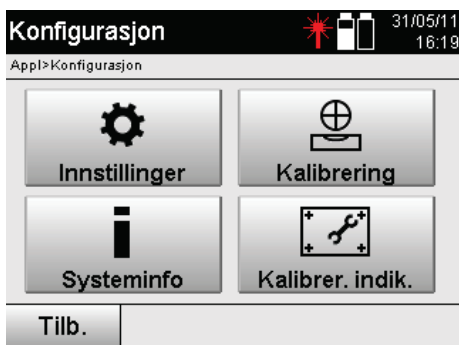 Konfigurasjon
31/05/11
16:19
Appl>Konfigurasjon
Innstillinger
Kalibrering
Systeminfo
Kalibrer. indik.
Tilb.